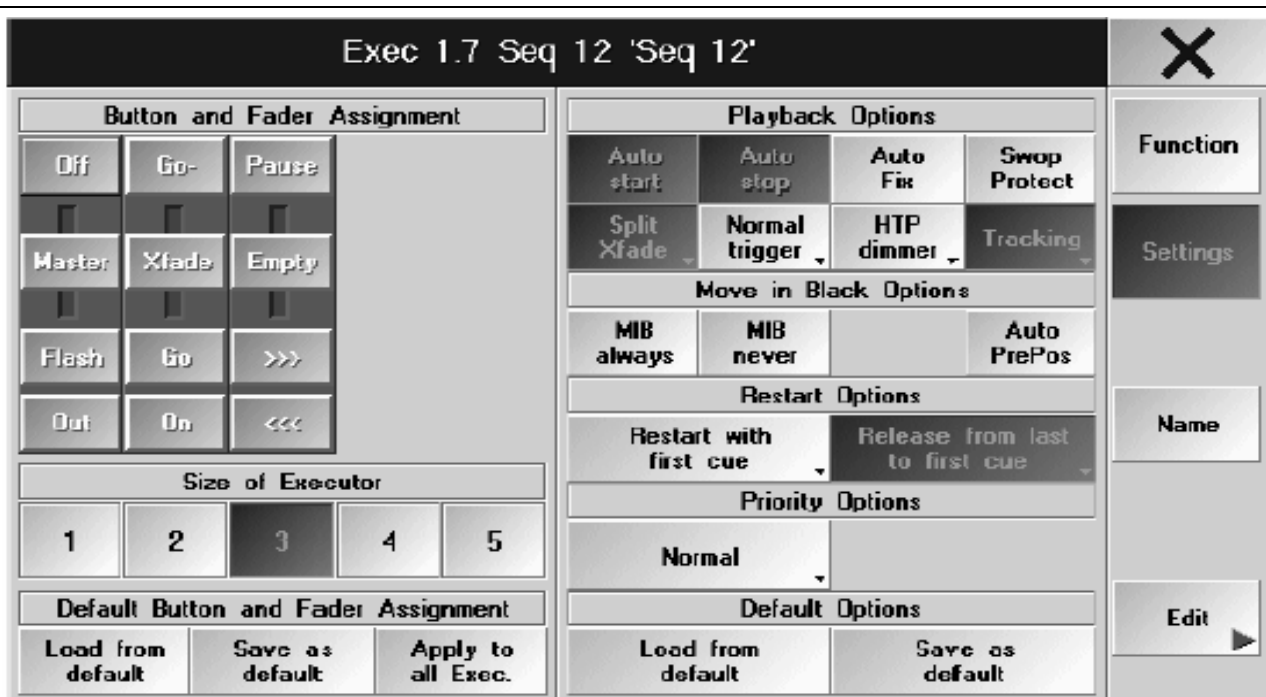 Exec 1.7 Seq 12 'Seq 12'
Button and Fader Assignment
Off Go- Pause
Master Xfade Empty
Flash Go >>>
Out On <<<
Size of Executor
1 2 3 4 5
Default Button and Fader Assignment
Load from Save as Apply to
default default all Exec.
Playback Options
Auto Auto Auto Swop
start stop Fix Protect
Split Normal HTP Tracking
Xfade trigger dimmer
Move in Black Options
MIB MIB Auto
always never PrePos
Restart Options
Restart with Release from last
first cue to first cue
Priority Options
Normal
Default Options
Load from Save as
default default
Function
Settings
Name
Edit